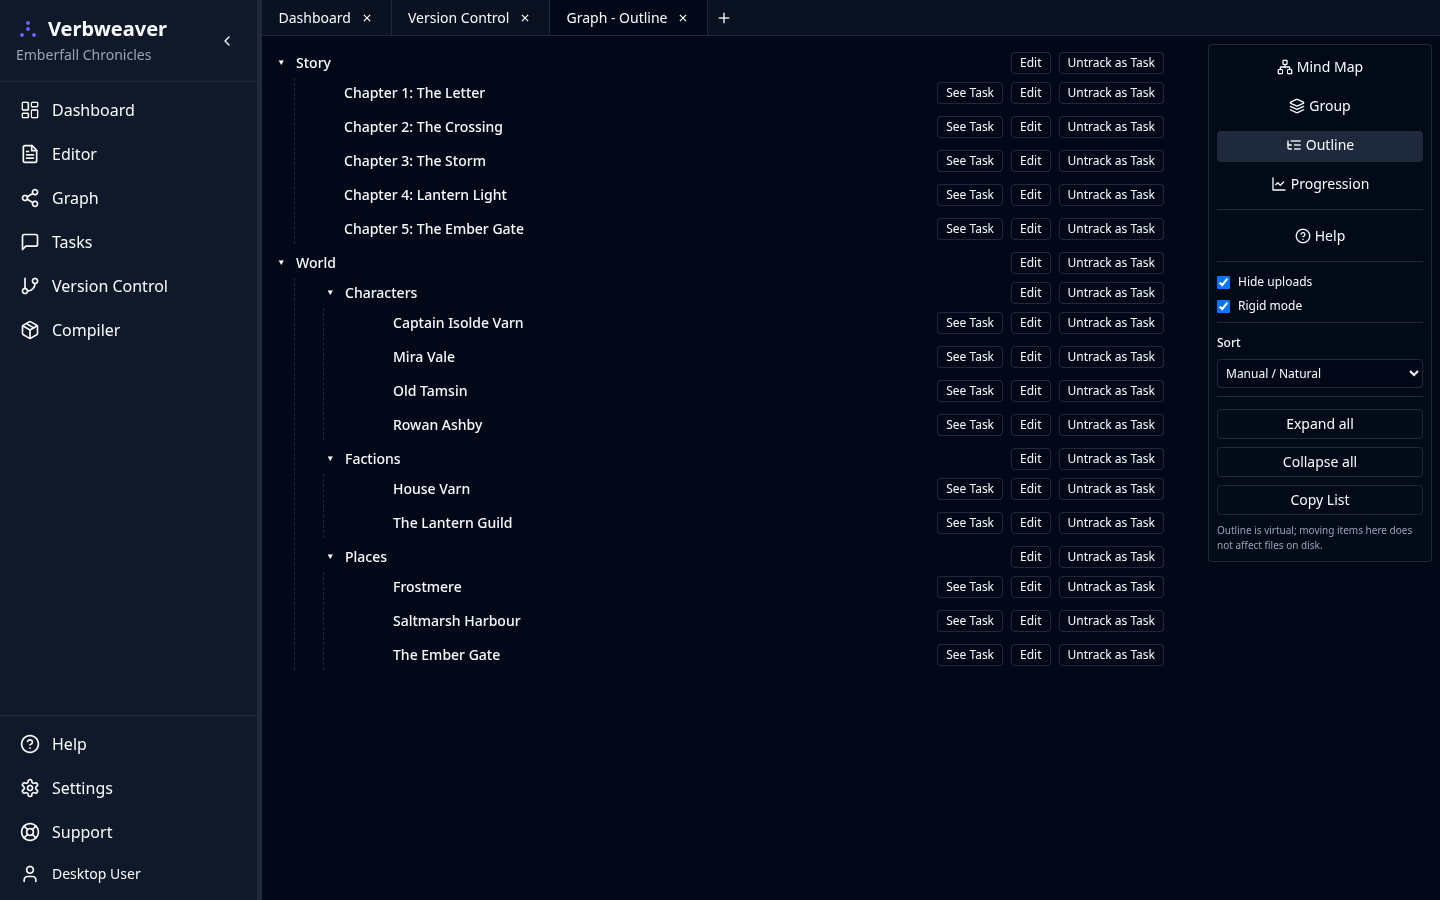 Verbweaver
Emberfall Chronicles
Dashboard
Editor
Graph
Tasks
Version Control
Compiler
Help
Settings
Support
Desktop User
Dashboard × Version Control × Graph - Outline × +
Story Edit Untrack as Task
Chapter 1: The Letter See Task Edit Untrack as Task
Chapter 2: The Crossing See Task Edit Untrack as Task
Chapter 3: The Storm See Task Edit Untrack as Task
Chapter 4: Lantern Light See Task Edit Untrack as Task
Chapter 5: The Ember Gate See Task Edit Untrack as Task
World Edit Untrack as Task
Characters Edit Untrack as Task
Captain Isolde Varn See Task Edit Untrack as Task
Mira Vale See Task Edit Untrack as Task
Old Tamsin See Task Edit Untrack as Task
Rowan Ashby See Task Edit Untrack as Task
Factions Edit Untrack as Task
House Varn See Task Edit Untrack as Task
The Lantern Guild See Task Edit Untrack as Task
Places Edit Untrack as Task
Frostmere See Task Edit Untrack as Task
Saltmarsh Harbour See Task Edit Untrack as Task
The Ember Gate See Task Edit Untrack as Task
Mind Map
Group
Outline
Progression
Help
Hide uploads
Rigid mode
Sort
Manual / Natural
Expand all
Collapse all
Copy List
Outline is virtual; moving items here does
not affect files on disk.